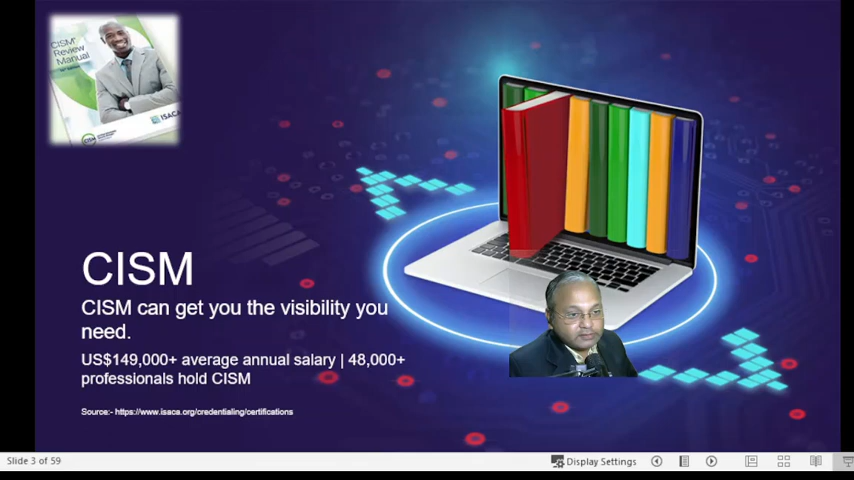 CISM
Review
Manual
ISACA
CISM
CISM
CISM can get you the visibility you
need.
US$149,000+ average annual salary | 48,000+
professionals hold CISM
Source:- https://www.isaca.org/credentialing/certifications
Slide 3 of 59
Display Settings